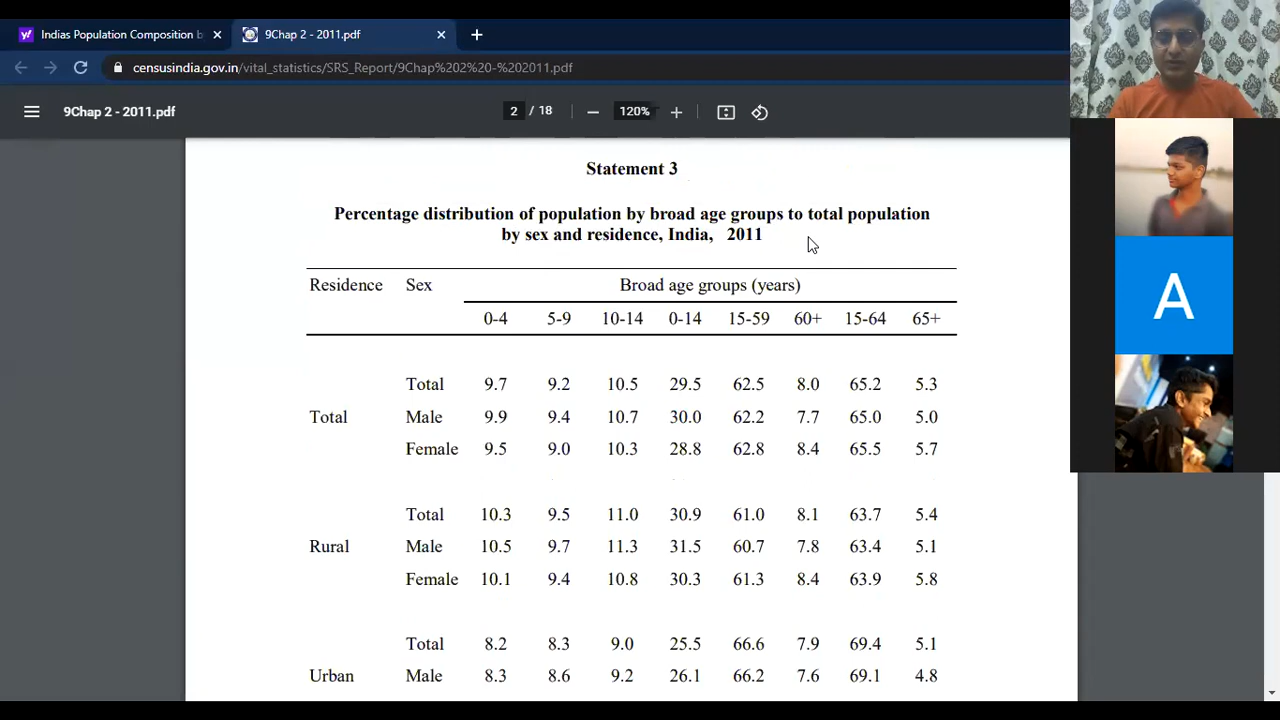 Indias Population Composition b
9Chap 2 - 2011.pdf
censusindia.gov.in/vital_statistics/SRS_Report/9Chap%202%20-%202011.pdf
9Chap 2 - 2011.pdf
2 / 18
120%
Statement 3
Percentage distribution of population by broad age groups to total population
by sex and residence, India, 2011
Residence Sex Broad age groups (years)
0-4 5-9 10-14 0-14 15-59 60+ 15-64 65+
Total 9.7 9.2 10.5 29.5 62.5 8.0 65.2 5.3
Total Male 9.9 9.4 10.7 30.0 62.2 7.7 65.0 5.0
Female 9.5 9.0 10.3 28.8 62.8 8.4 65.5 5.7
Total 10.3 9.5 11.0 30.9 61.0 8.1 63.7 5.4
Rural Male 10.5 9.7 11.3 31.5 60.7 7.8 63.4 5.1
Female 10.1 9.4 10.8 30.3 61.3 8.4 63.9 5.8
Total 8.2 8.3 9.0 25.5 66.6 7.9 69.4 5.1
Urban Male 8.3 8.6 9.2 26.1 66.2 7.6 69.1 4.8
A